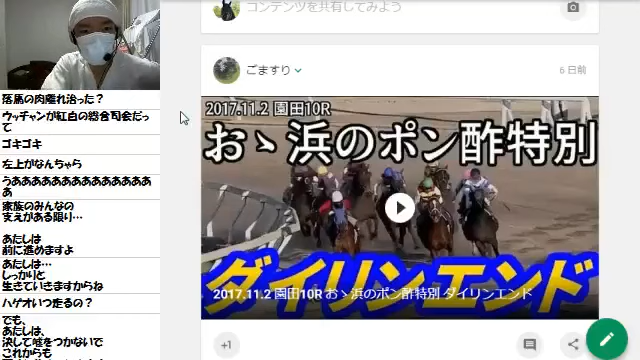 落馬の肉離れ治った？
ウッチャンが紅白の総合司会だっ
て
ゴキゴキ
左上がなんちゃら
うああああああああああああああ
あ
家族のみんなの
支えがある限り…
あたしは
前に進めますよ
あたしは…
しっかりと
生きていきますからね
ハゲオいつ走るの？
でも、
あたしは、
決して嘘をつかないで
これからも
コンテンツを共有してみよう
ごますり
6 日前
2017.11.2 園田10R
おゝ浜のポン酢特別
ダイリンエンド
2017.11.2 園田10R おゝ浜のポン酢特別 ダイリンエンド
+1